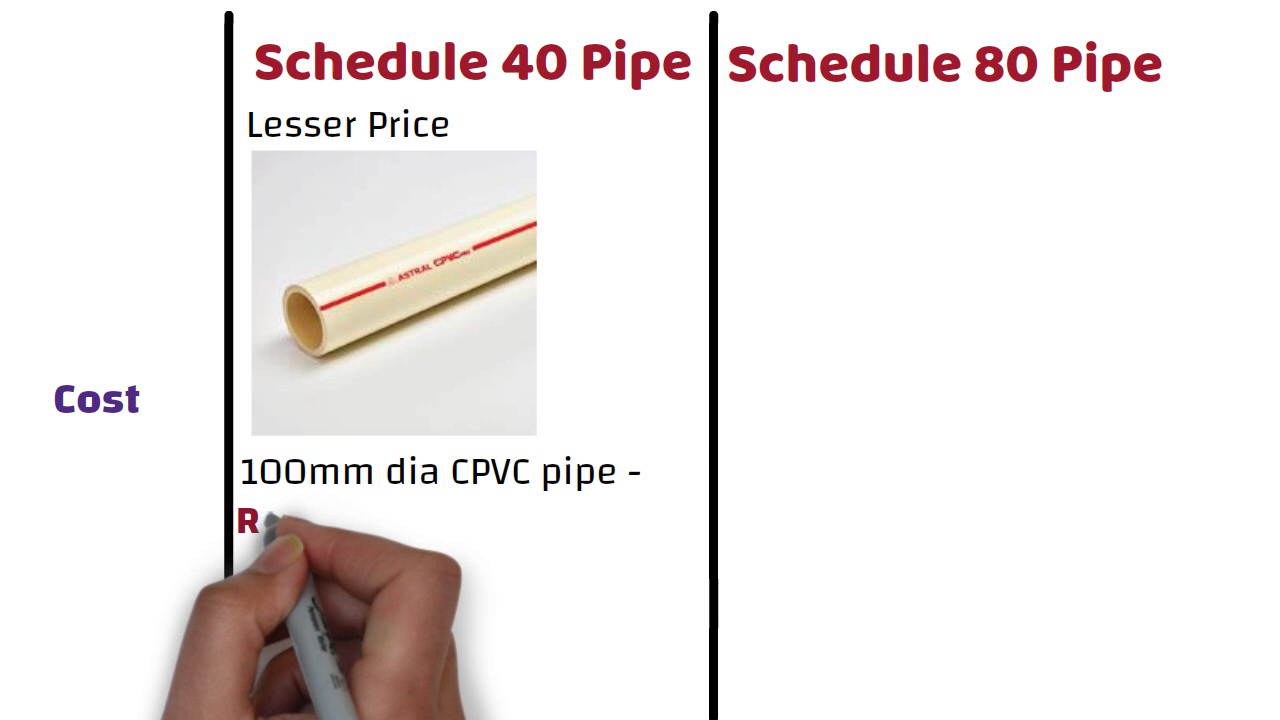 Schedule 40 Pipe
Schedule 80 Pipe
Lesser Price
ASTRAL CPVC
Cost
100mm dia CPVC pipe -
R